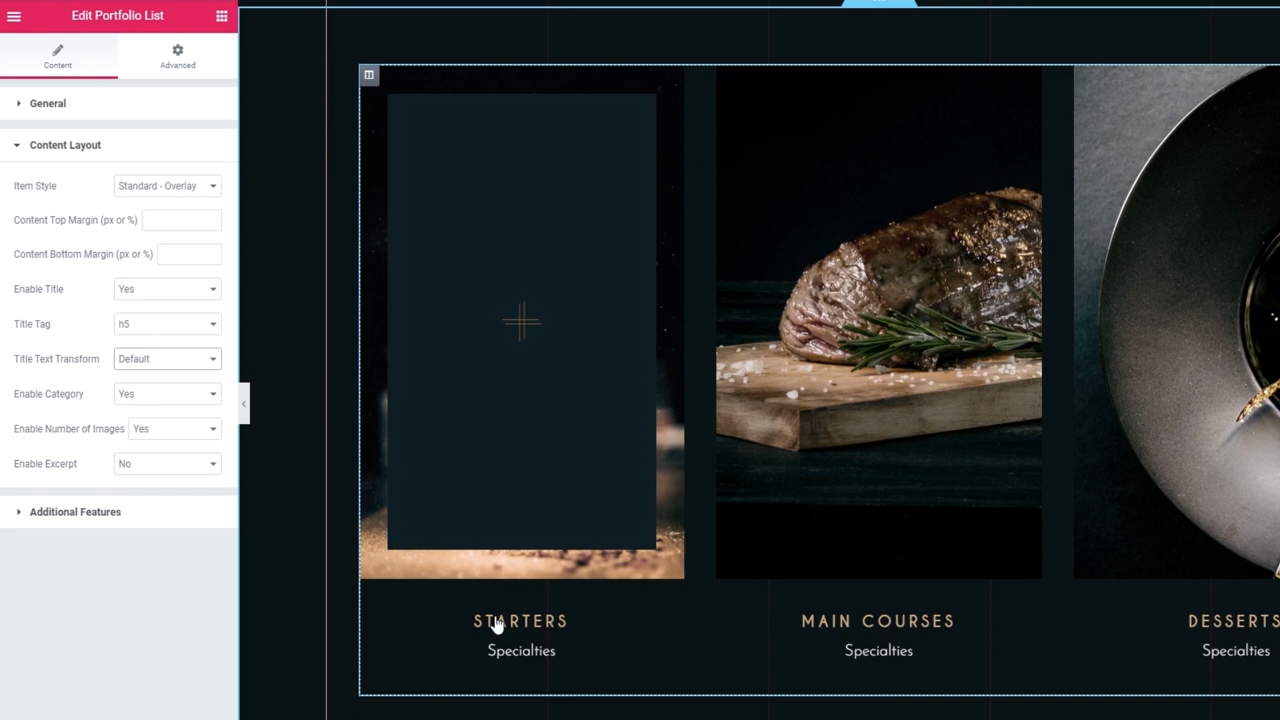 Edit Portfolio List
Content
Advanced
General
Content Layout
Item Style
Standard - Overlay
Content Top Margin (px or %)
Content Bottom Margin (px or %)
Enable Title
Yes
Title Tag
h5
Title Text Transform
Default
Enable Category
Yes
Enable Number of Images
Yes
Enable Excerpt
No
Additional Features
STARTERS
Specialties
MAIN COURSES
Specialties
DESSERTS
Specialties